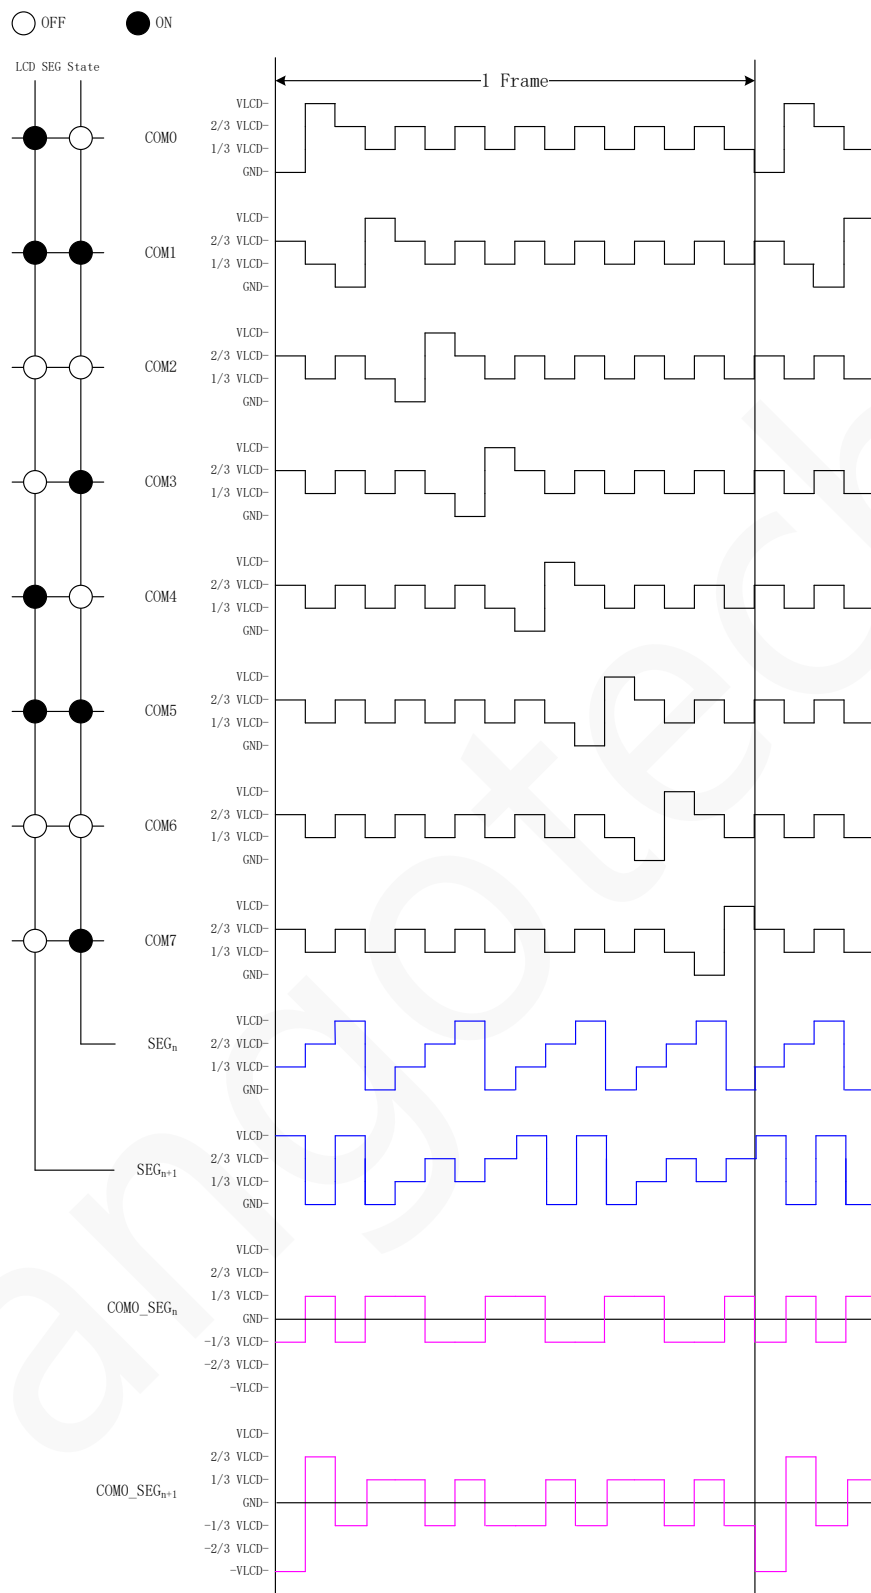 OFF ON
LCD SEG State
1 Frame
COM0
VLCD
2/3 VLCD
1/3 VLCD
GND
COM1
VLCD
2/3 VLCD
1/3 VLCD
GND
COM2
VLCD
2/3 VLCD
1/3 VLCD
GND
COM3
VLCD
2/3 VLCD
1/3 VLCD
GND
COM4
VLCD
2/3 VLCD
1/3 VLCD
GND
COM5
VLCD
2/3 VLCD
1/3 VLCD
GND
COM6
VLCD
2/3 VLCD
1/3 VLCD
GND
COM7
VLCD
2/3 VLCD
1/3 VLCD
GND
SEGn
VLCD
2/3 VLCD
1/3 VLCD
GND
SEGn+1
VLCD
2/3 VLCD
1/3 VLCD
GND
COM0_SEGn
VLCD
2/3 VLCD
1/3 VLCD
GND
-1/3 VLCD
-2/3 VLCD
-VLCD
COM0_SEGn+1
VLCD
2/3 VLCD
1/3 VLCD
GND
-1/3 VLCD
-2/3 VLCD
-VLCD